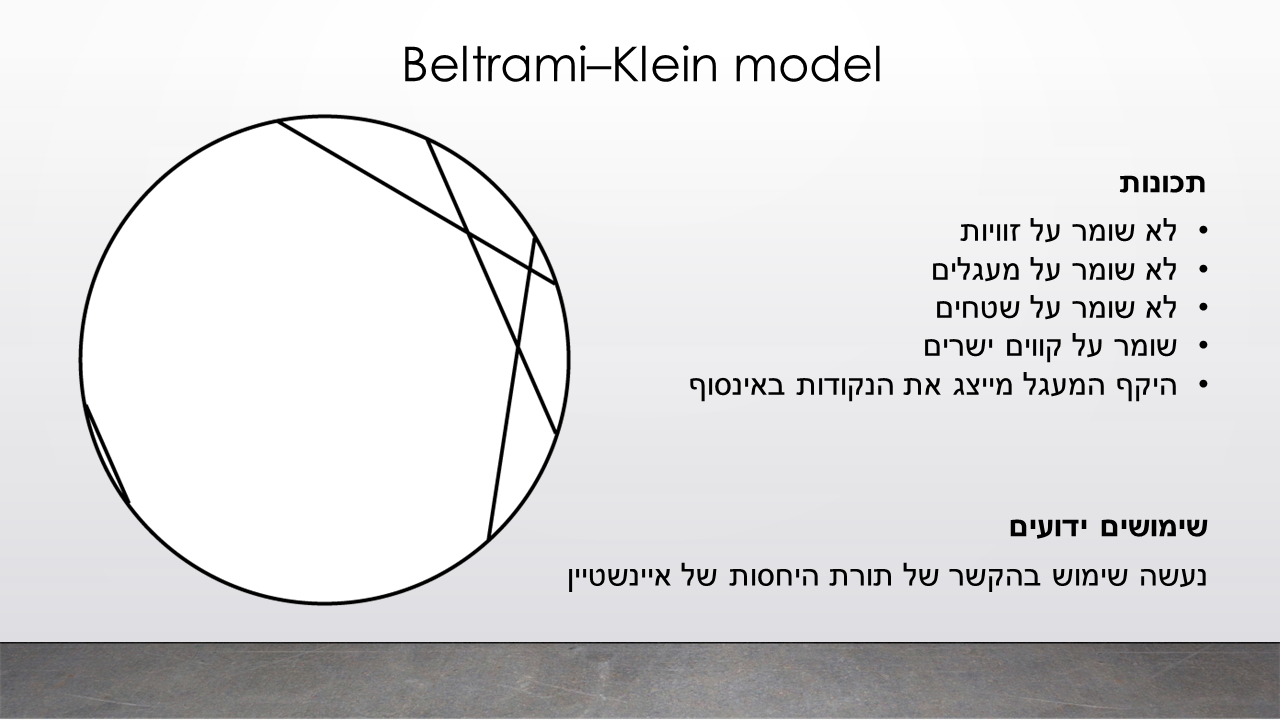 Beltrami–Klein model
תכונות
• לא שומר על זוויות
• לא שומר על מעגלים
• לא שומר על שטחים
• שומר על קווים ישרים
• היקף המעגל מייצג את הנקודות באינסוף
שימושים ידועים
נעשה שימוש בהקשר של תורת היחסות של איינשטיין